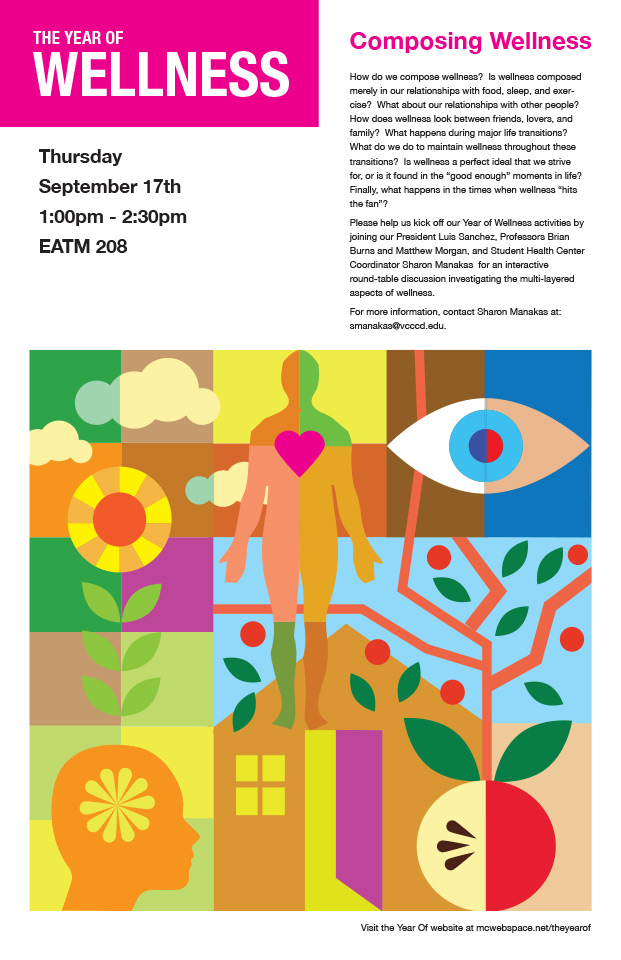 THE YEAR OF
WELLNESS
Thursday
September 17th
1:00pm - 2:30pm
EATM 208
Composing Wellness
How do we compose wellness?  Is wellness composed
merely in our relationships with food, sleep, and exer-
cise?  What about our relationships with other people?
How does wellness look between friends, lovers, and
family?  What happens during major life transitions?
What do we do to maintain wellness throughout these
transitions?  Is wellness a perfect ideal that we strive
for, or is it found in the “good enough” moments in life?
Finally, what happens in the times when wellness “hits
the fan”?
Please help us kick off our Year of Wellness activities by
joining our President Luis Sanchez, Professors Brian
Burns and Matthew Morgan, and Student Health Center
Coordinator Sharon Manakas  for an interactive
round-table discussion investigating the multi-layered
aspects of wellness.
For more information, contact Sharon Manakas at:
smanakas@vcccd.edu.
Visit the Year Of website at mcwebspace.net/theyearof